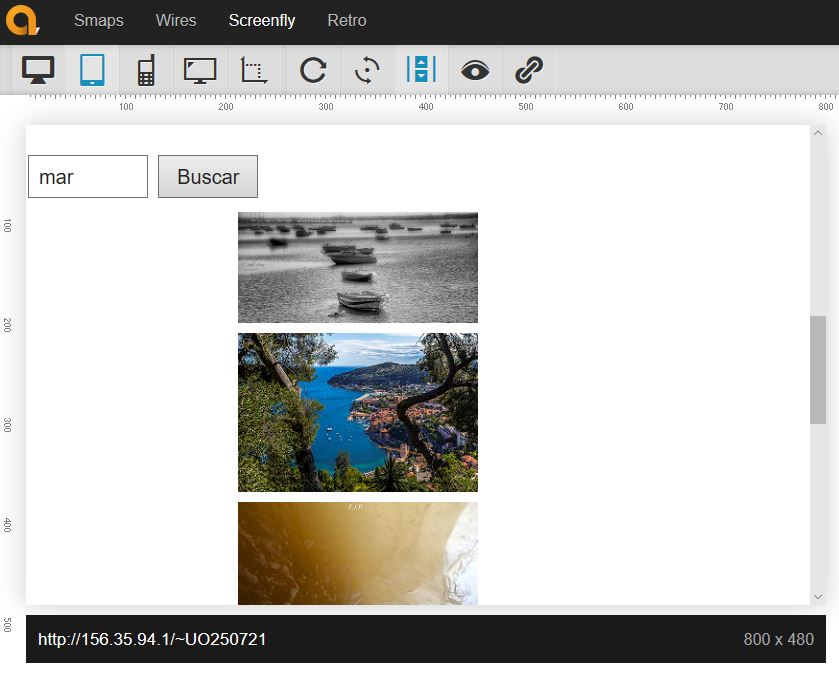 Smaps Wires Screenfly Retro
100 200 300 400 500 600 700 800
mar Buscar
100
200
300
E.J.P.
400
500
http://156.35.94.1/~UO250721 800 x 480